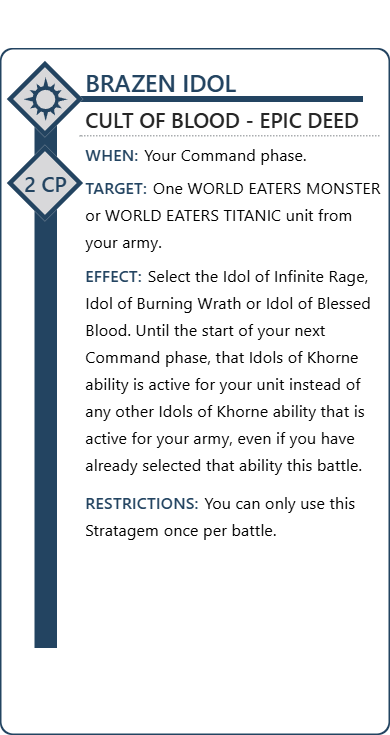 BRAZEN IDOL
CULT OF BLOOD - EPIC DEED
2 CP
WHEN: Your Command phase.
TARGET: One WORLD EATERS MONSTER
or WORLD EATERS TITANIC unit from
your army.
EFFECT: Select the Idol of Infinite Rage,
Idol of Burning Wrath or Idol of Blessed
Blood. Until the start of your next
Command phase, that Idols of Khorne
ability is active for your unit instead of
any other Idols of Khorne ability that is
active for your army, even if you have
already selected that ability this battle.
RESTRICTIONS: You can only use this
Stratagem once per battle.